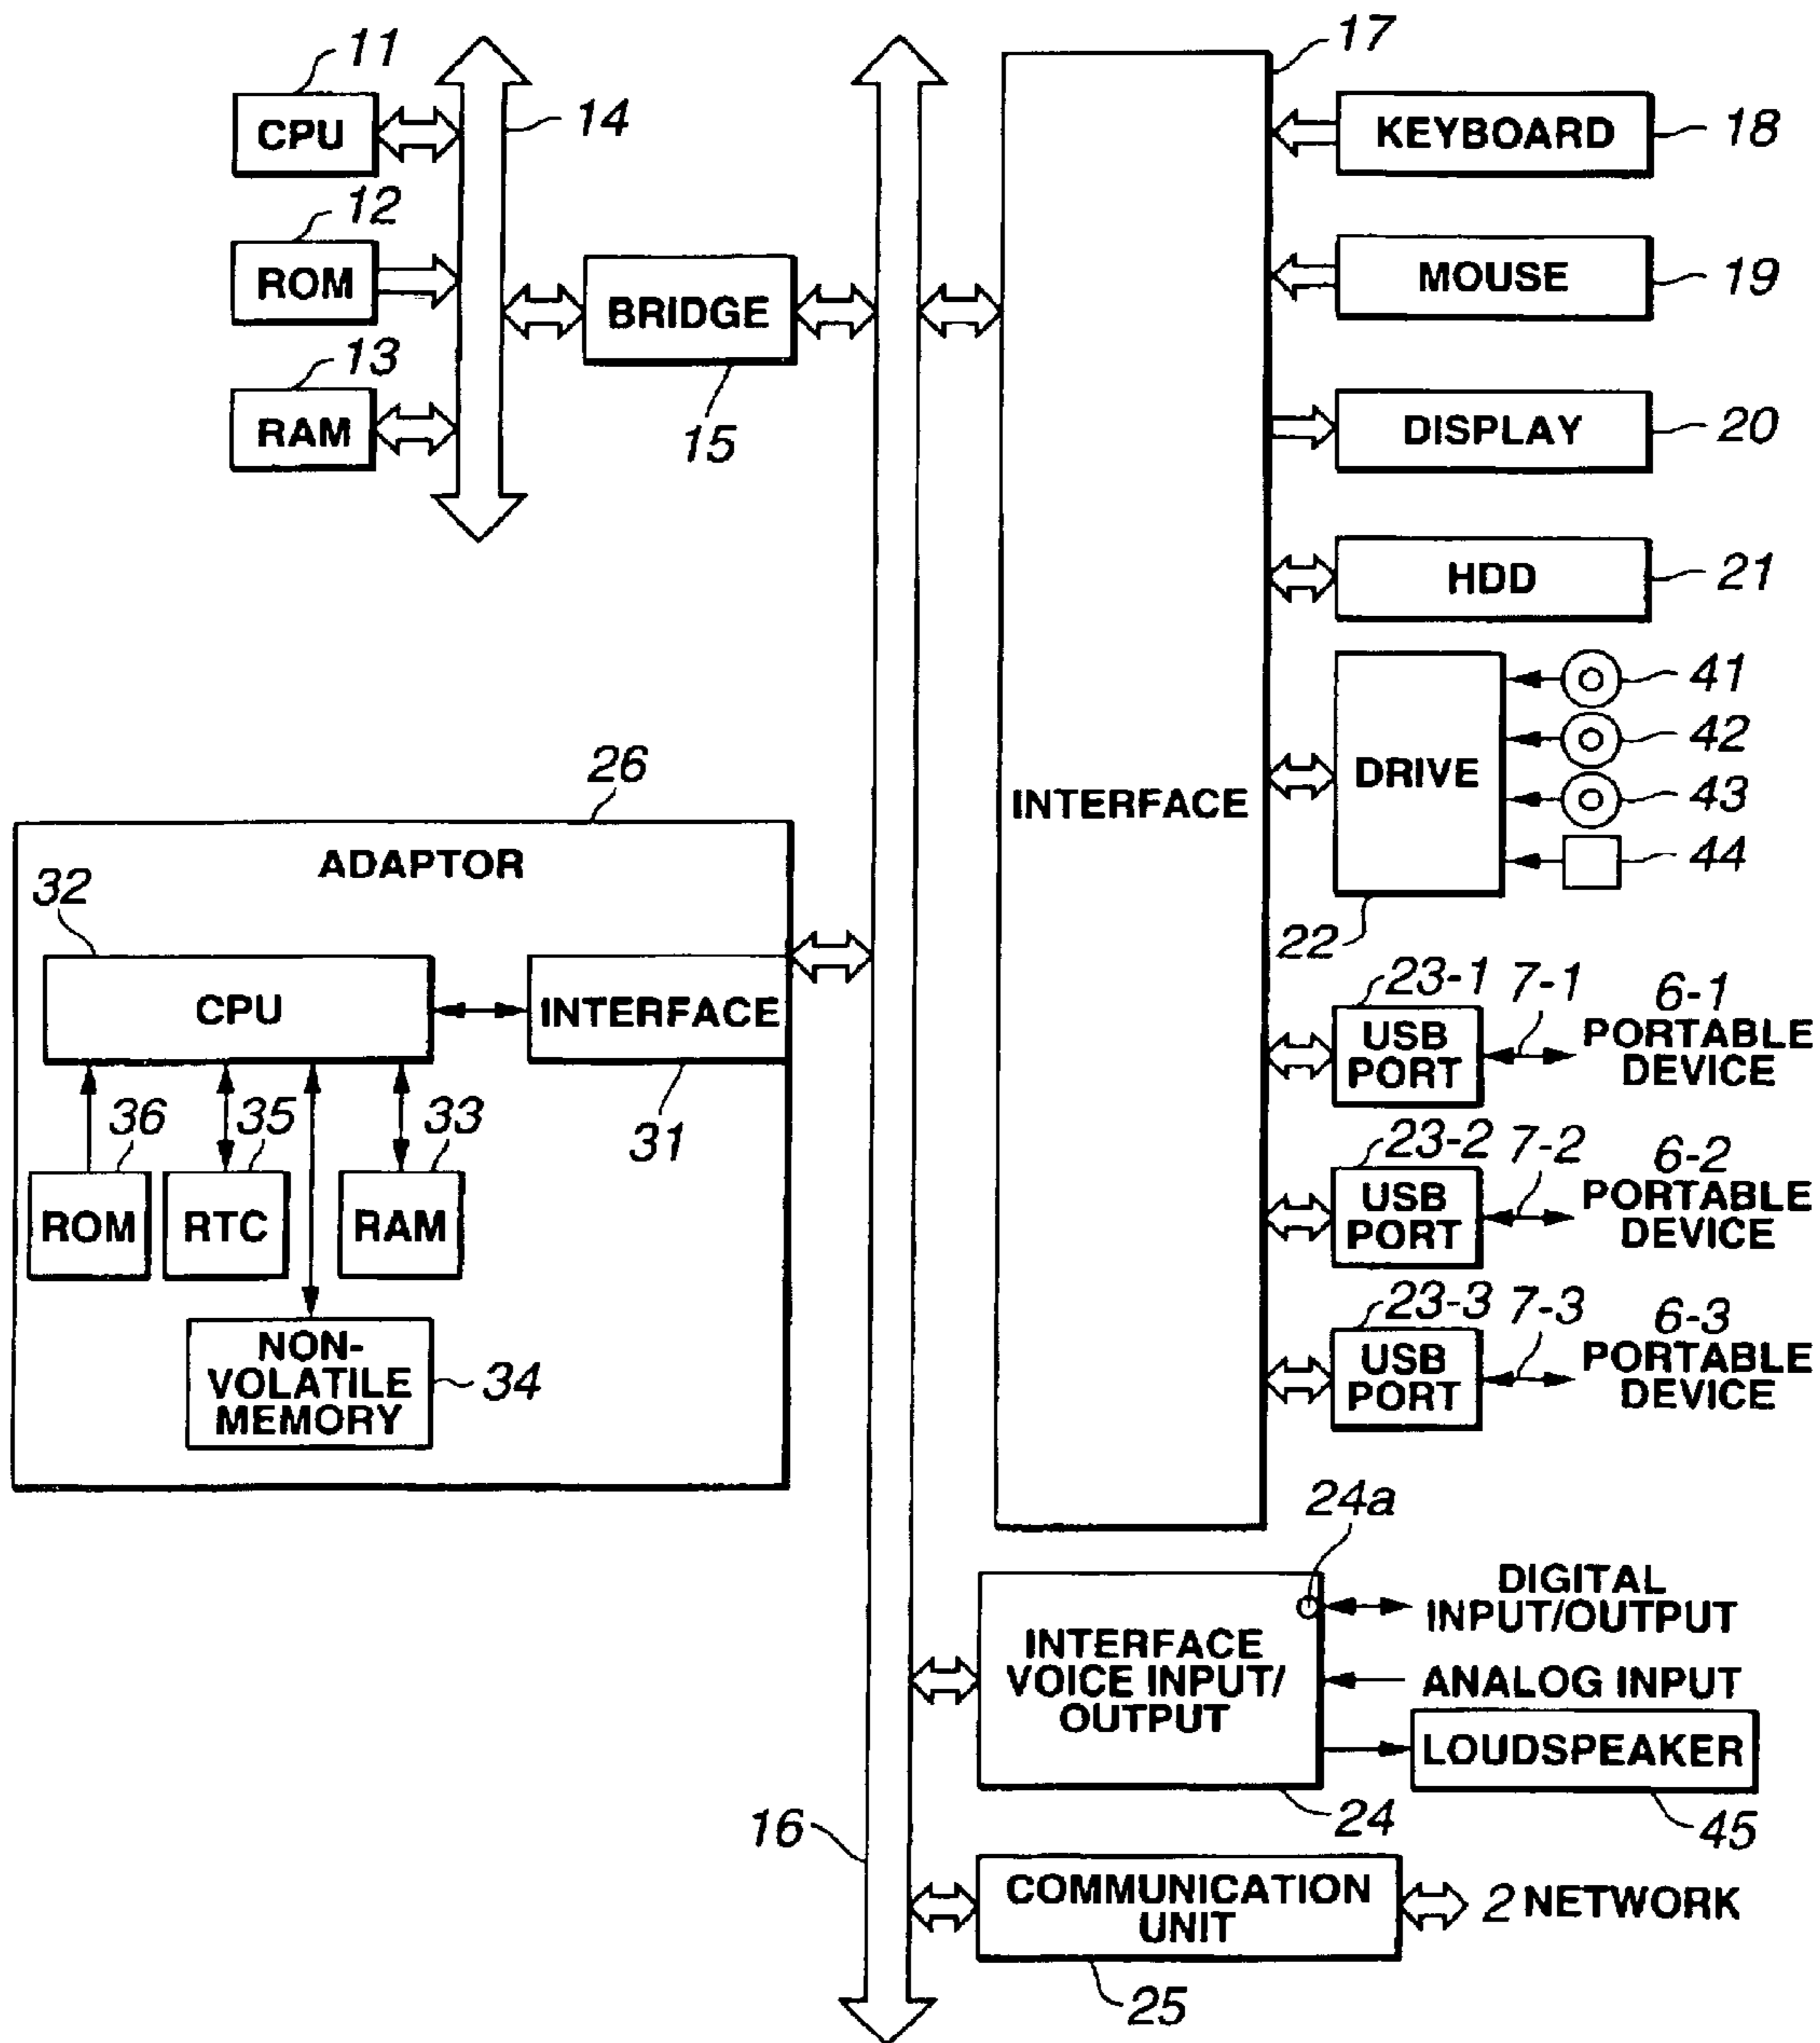 11
CPU
12
ROM
13
RAM
14
BRIDGE
15
17
INTERFACE
KEYBOARD 18
MOUSE 19
DISPLAY 20
HDD 21
DRIVE
41
42
43
44
22
23-1
USB
PORT
7-1
6-1
PORTABLE
DEVICE
23-2
USB
PORT
7-2
6-2
PORTABLE
DEVICE
23-3
USB
PORT
7-3
6-3
PORTABLE
DEVICE
26
ADAPTOR
32
CPU
INTERFACE
31
36
ROM
35
RTC
33
RAM
NON-
VOLATILE
MEMORY
34
24a
INTERFACE
VOICE INPUT/
OUTPUT
24
DIGITAL
INPUT/OUTPUT
ANALOG INPUT
LOUDSPEAKER
45
16
COMMUNICATION
UNIT
25
2 NETWORK